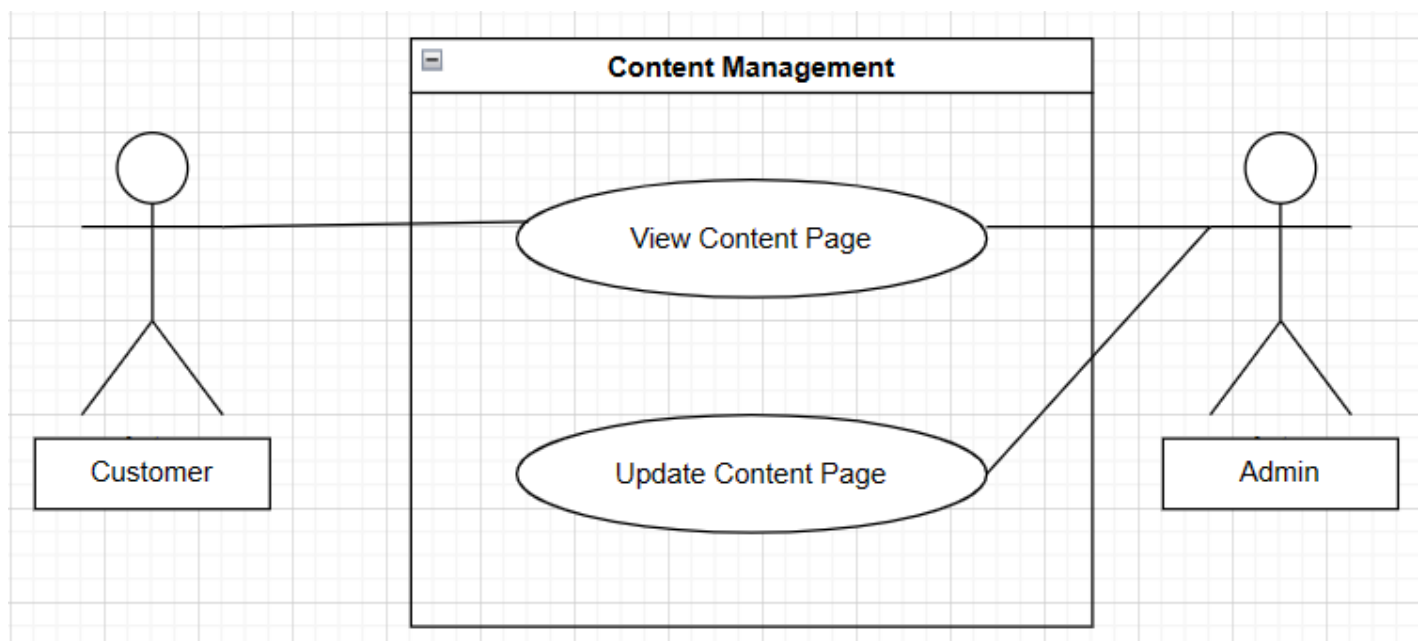 Content Management
View Content Page
Update Content Page
Customer
Admin